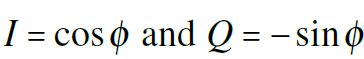 I = cos ϕ and Q = − sin ϕ